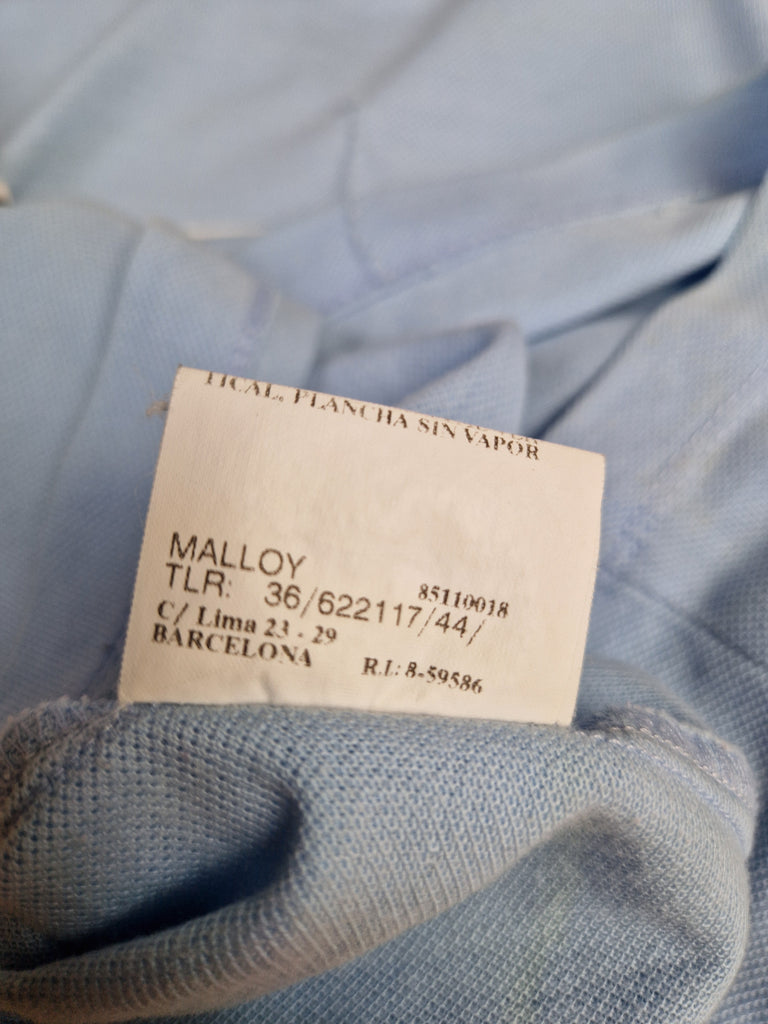 TICAL, PLANCHA SIN VAPOR
MALLOY
85110018
TLR: 36/622117/44/
C/ Lima 23 - 29
BARCELONA R.I.: 8-59586